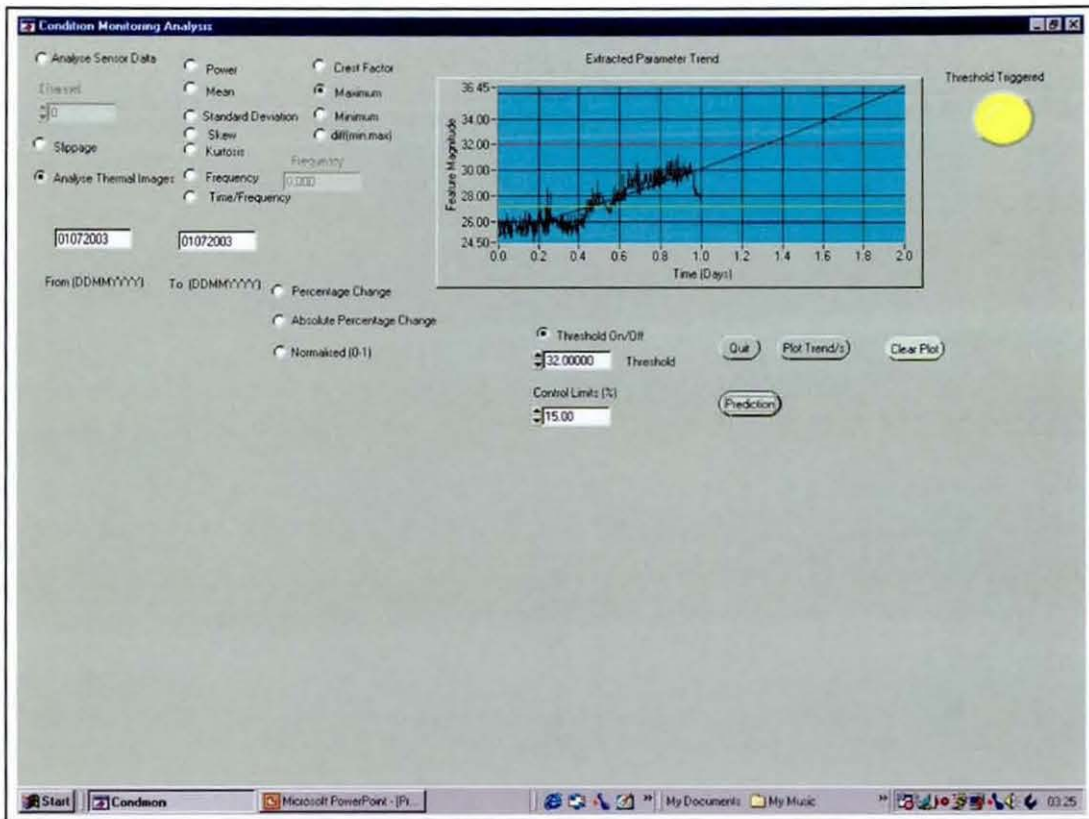 Condition Monitoring Analysis
Analyse Sensor Data
Channel
0
Slippage
Analyse Thermal Images
Power
Mean
Standard Deviation
Skew
Kurtosis
Frequency
Time/Frequency
Crest Factor
Maximum
Minimum
diff(min.max)
Frequency
0.000
01072003
01072003
From (DDMMYYYY)
To (DDMMYYYY)
Percentage Change
Absolute Percentage Change
Normalised (0-1)
Extracted Parameter Trend
Feature Magnitude
36.45
34.00
32.00
30.00
28.00
26.00
24.50
0.0 0.2 0.4 0.6 0.8 1.0 1.2 1.4 1.6 1.8 2.0
Time (Days)
Threshold Triggered
Threshold On/Off
32.00000 Threshold
Control Limits (%)
15.00
Quit
Plot Trend/s
Clear Plot
Prediction
Start
Condmon
Microsoft PowerPoint - [Pr...
My Documents
My Music
03:25